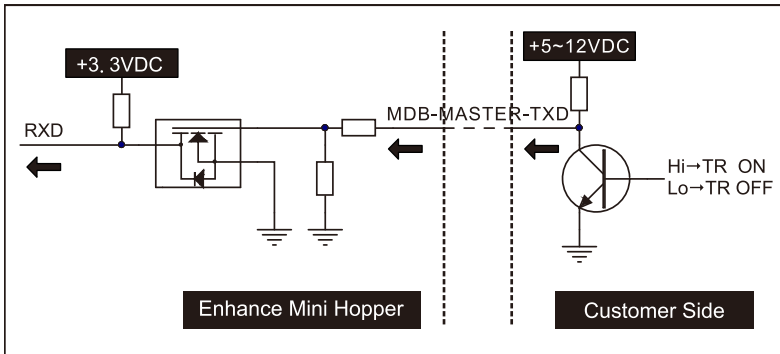 +3.3VDC
+5~12VDC
RXD
MDB-MASTER-TXD
Hi→TR ON
Lo→TR OFF
Enhance Mini Hopper
Customer Side